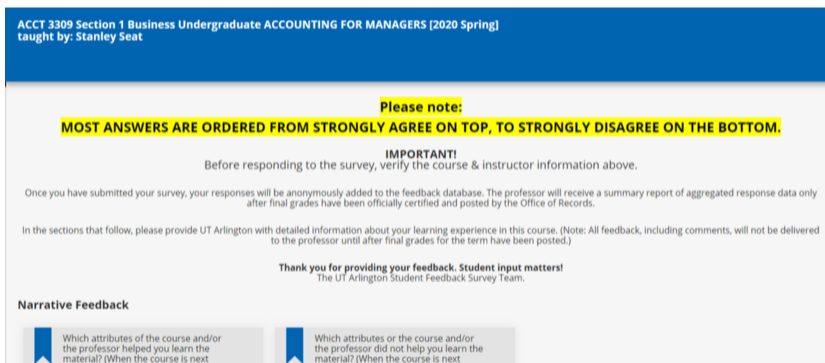 ACCT 3309 Section 1 Business Undergraduate ACCOUNTING FOR MANAGERS [2020 Spring]
taught by: Stanley Seat
Please note:
MOST ANSWERS ARE ORDERED FROM STRONGLY AGREE ON TOP, TO STRONGLY DISAGREE ON THE BOTTOM.
IMPORTANT!
Before responding to the survey, verify the course & instructor information above.
Once you have submitted your survey, your responses will be anonymously added to the feedback database. The professor will receive a summary report of aggregated response data only
after final grades have been officially certified and posted by the Office of Records.
In the sections that follow, please provide UT Arlington with detailed information about your learning experience in this course. (Note: All feedback, including comments, will not be delivered
to the professor until after final grades for the term have been posted.)
Thank you for providing your feedback. Student input matters!
The UT Arlington Student Feedback Survey Team.
Narrative Feedback
Which attributes of the course and/or
the professor helped you learn the
material? (When the course is next
Which attributes or the course and/or
the professor did not help you learn the
material? (When the course is next